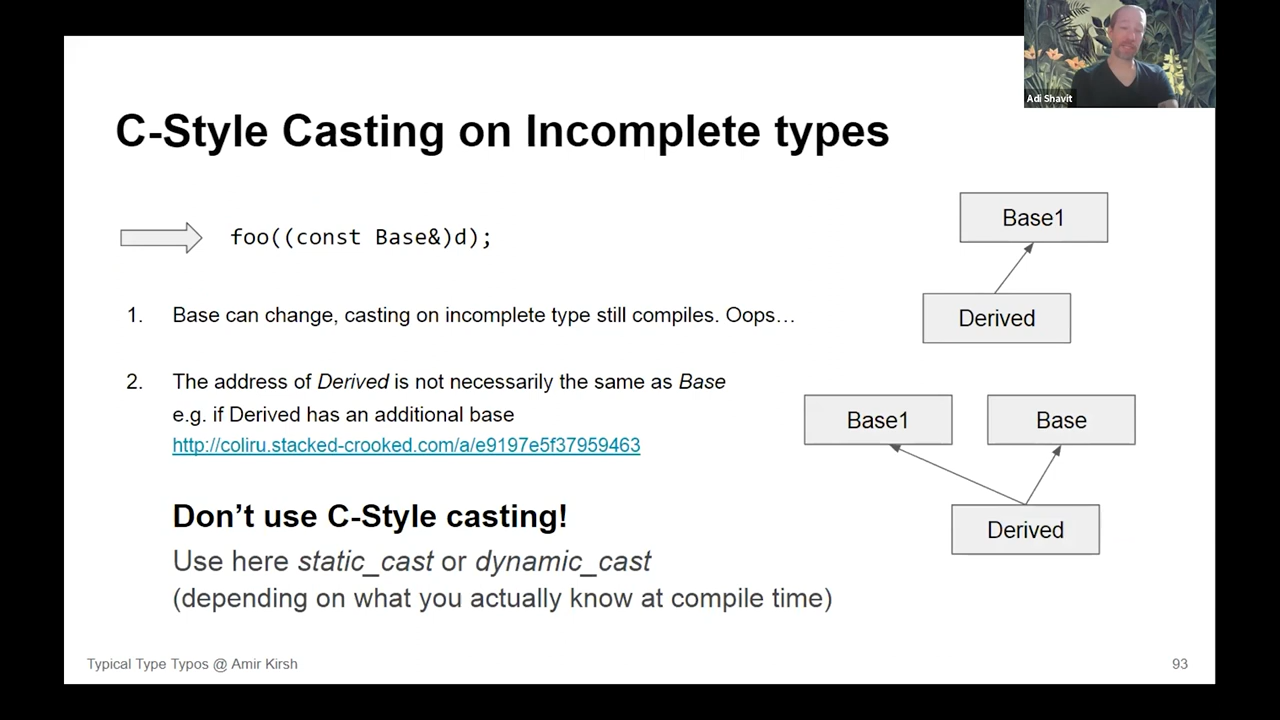 Adi Shavit
C-Style Casting on Incomplete types
foo((const Base&)d);
1. Base can change, casting on incomplete type still compiles. Oops…
2. The address of Derived is not necessarily the same as Base
e.g. if Derived has an additional base
http://coliru.stacked-crooked.com/a/e9197e5f37959463
Don’t use C-Style casting!
Use here static_cast or dynamic_cast
(depending on what you actually know at compile time)
Base1
Derived
Base1 Base
Derived
Typical Type Typos @ Amir Kirsh 93